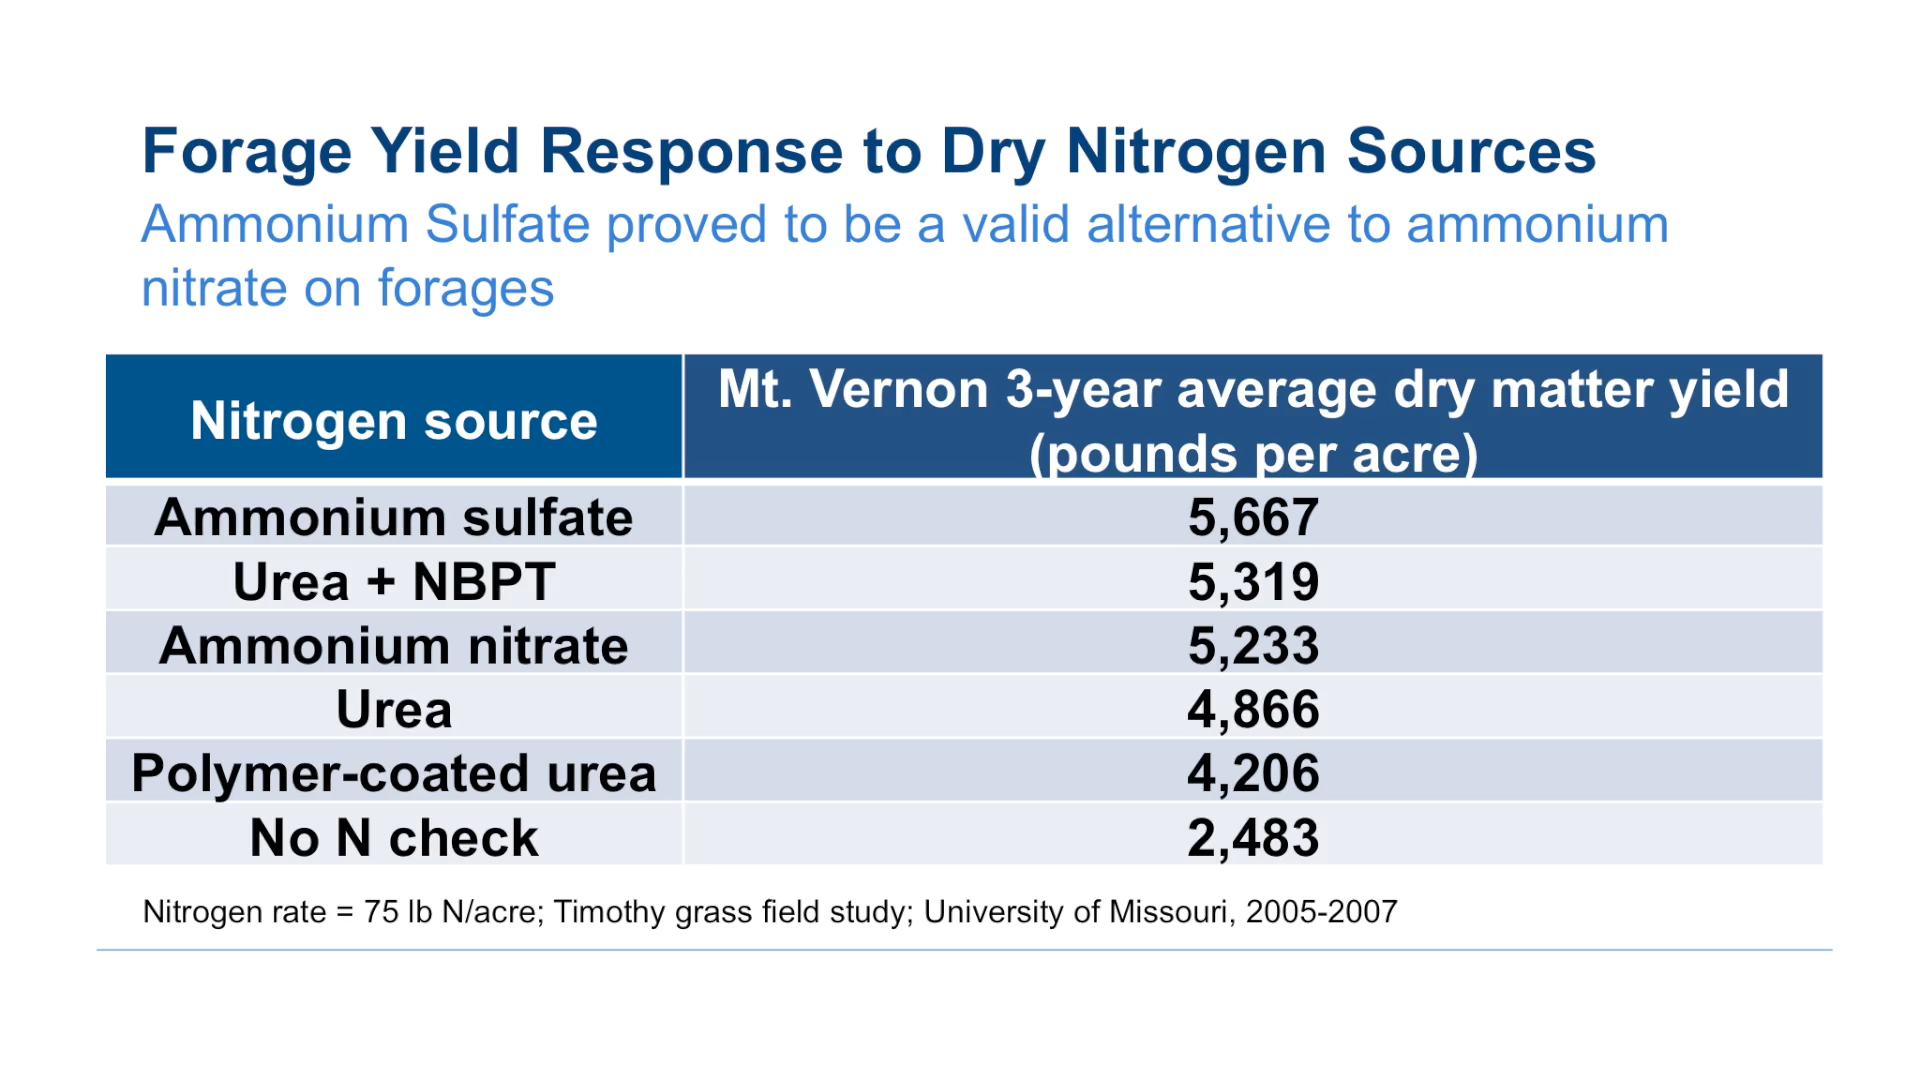 Forage Yield Response to Dry Nitrogen Sources
Ammonium Sulfate proved to be a valid alternative to ammonium
nitrate on forages
Nitrogen source
Mt. Vernon 3-year average dry matter yield
(pounds per acre)
Ammonium sulfate 5,667
Urea + NBPT 5,319
Ammonium nitrate 5,233
Urea 4,866
Polymer-coated urea 4,206
No N check 2,483
Nitrogen rate = 75 lb N/acre; Timothy grass field study; University of Missouri, 2005-2007